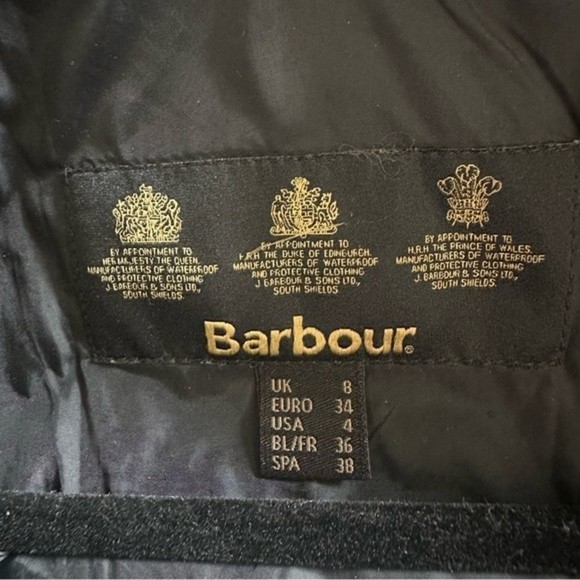 BY APPOINTMENT TO
HER MAJESTY THE QUEEN.
MANUFACTURERS OF WATERPROOF
AND PROTECTIVE CLOTHING
J. BARBOUR & SONS LTD.,
SOUTH SHIELDS.
BY APPOINTMENT TO
H.R.H THE DUKE OF EDINBURGH.
MANUFACTURERS OF WATERPROOF
AND PROTECTIVE CLOTHING
J. BARBOUR & SONS LTD.,
SOUTH SHIELDS.
BY APPOINTMENT TO
H.R.H THE PRINCE OF WALES.
MANUFACTURERS OF WATERPROOF
AND PROTECTIVE CLOTHING
J. BARBOUR & SONS LTD.,
SOUTH SHIELDS.
Barbour®
UK 8
EURO 34
USA 4
BL/FR 36
SPA 38